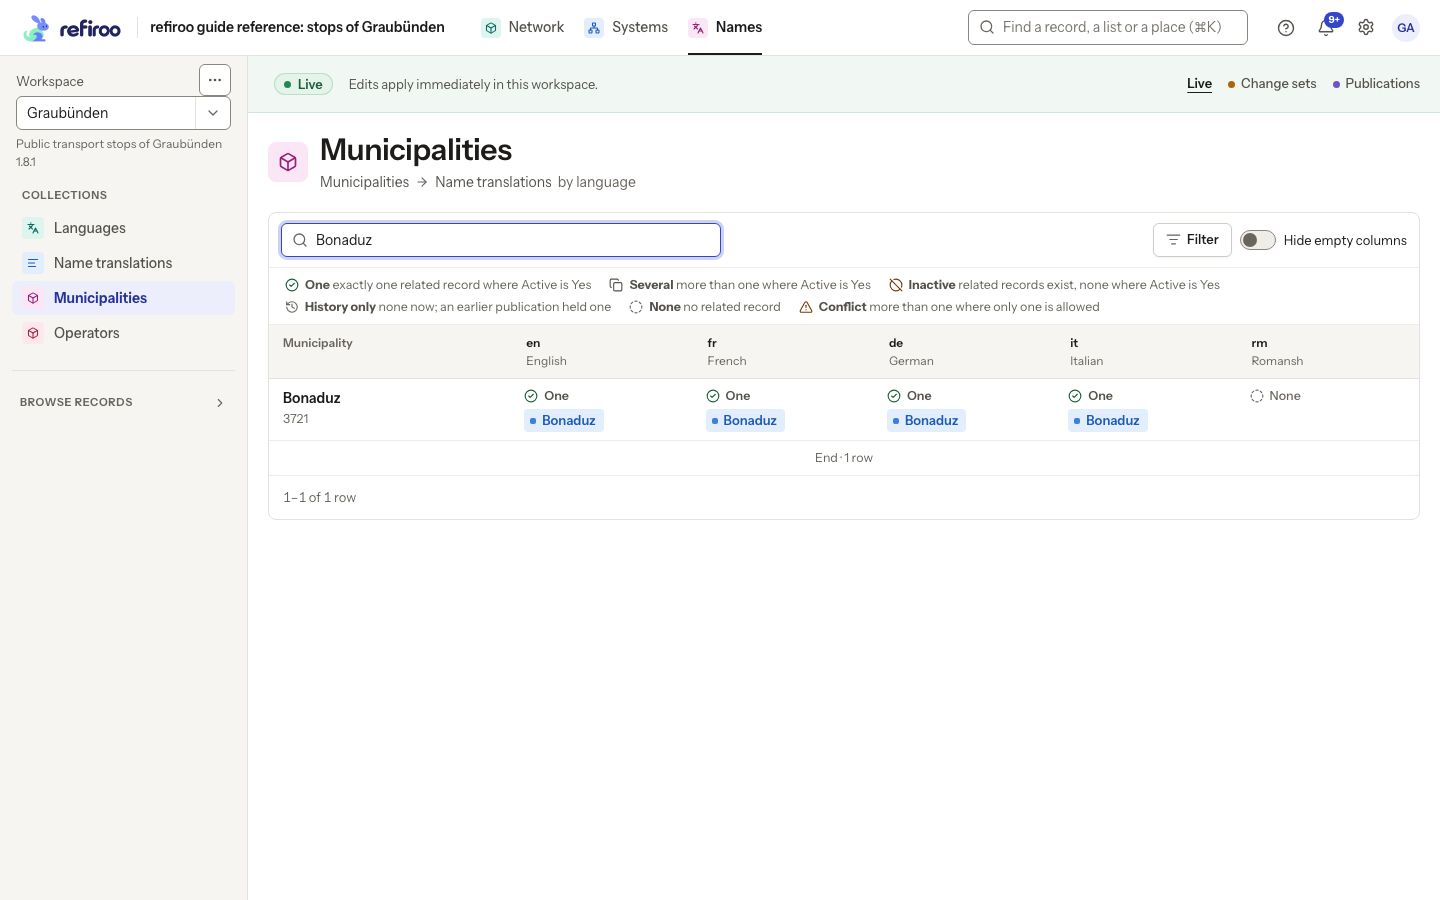 refiroo
refiroo guide reference: stops of Graubünden
Network
Systems
Names
Find a record, a list or a place (⌘K)
9+
GA
Workspace
Graubünden
Public transport stops of Graubünden
1.8.1
COLLECTIONS
Languages
Name translations
Municipalities
Operators
BROWSE RECORDS
Live
Edits apply immediately in this workspace.
Live
Change sets
Publications
Municipalities
Municipalities → Name translations by language
Bonaduz
Filter
Hide empty columns
One exactly one related record where Active is Yes
Several more than one where Active is Yes
Inactive related records exist, none where Active is Yes
History only none now; an earlier publication held one
None no related record
Conflict more than one where only one is allowed
Municipality
en
English
fr
French
de
German
it
Italian
rm
Romansh
Bonaduz
3721
One
Bonaduz
One
Bonaduz
One
Bonaduz
One
Bonaduz
None
End · 1 row
1–1 of 1 row